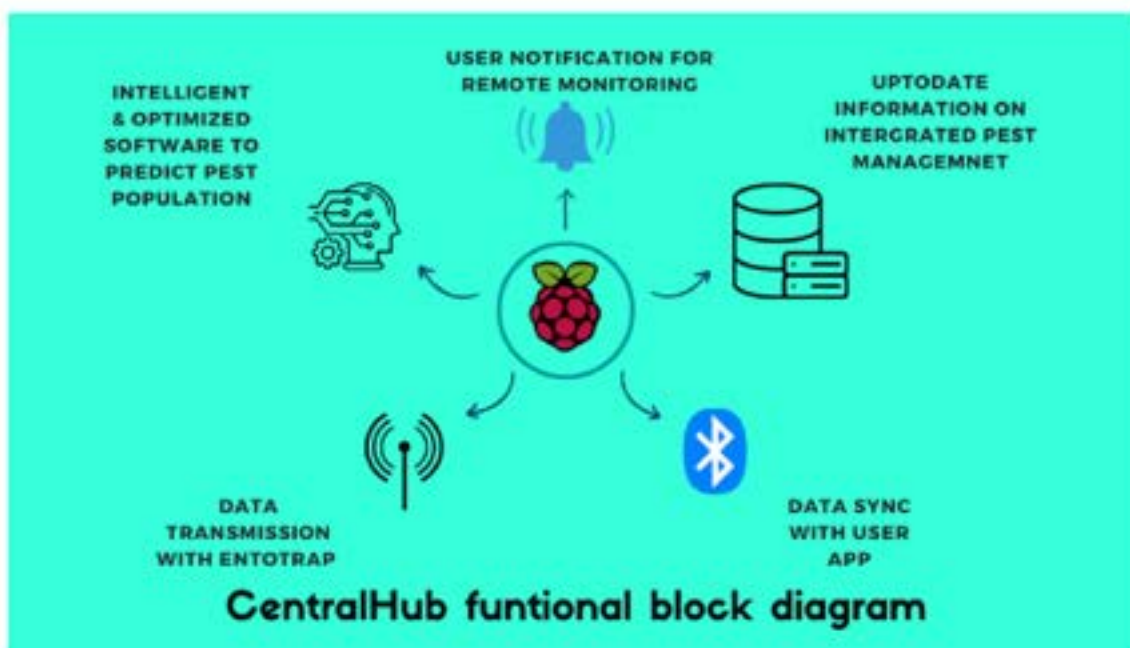 USER NOTIFICATION FOR
REMOTE MONITORING
INTELLIGENT
& OPTIMIZED
SOFTWARE TO
PREDICT PEST
POPULATION
UPTODATE
INFORMATION ON
INTERGRATED PEST
MANAGEMNET
DATA
TRANSMISSION
WITH ENTOTRAP
DATA SYNC
WITH USER
APP
CentralHub funtional block diagram